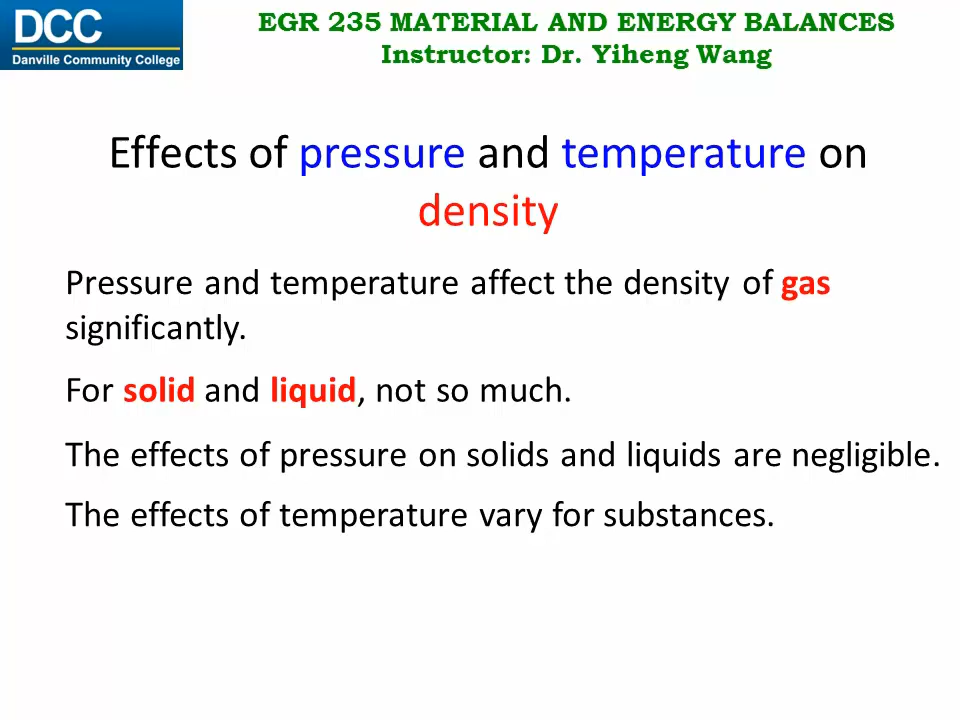 DCC
Danville Community College
EGR 235 MATERIAL AND ENERGY BALANCES
Instructor: Dr. Yiheng Wang
Effects of pressure and temperature on
density
Pressure and temperature affect the density of gas
significantly.
For solid and liquid, not so much.
The effects of pressure on solids and liquids are negligible.
The effects of temperature vary for substances.